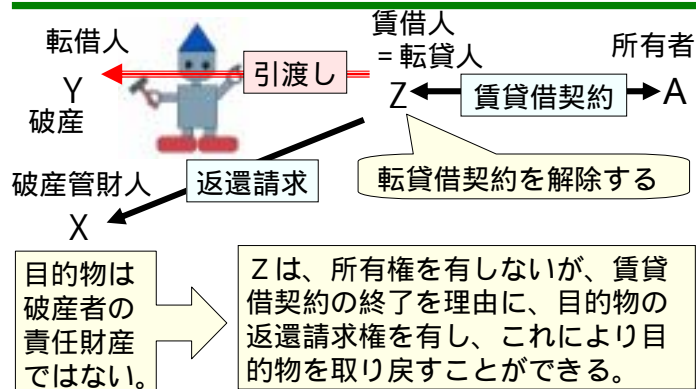 転借人
Y
破産
引渡し
賃借人
=転貸人
Z
賃貸借契約
所有者
A
転貸借契約を解除する
返還請求
破産管財人
X
目的物は
破産者の
責任財産
ではない。
Zは、所有権を有しないが、賃貸
借契約の終了を理由に、目的物の
返還請求権を有し、これにより目
的物を取り戻すことができる。